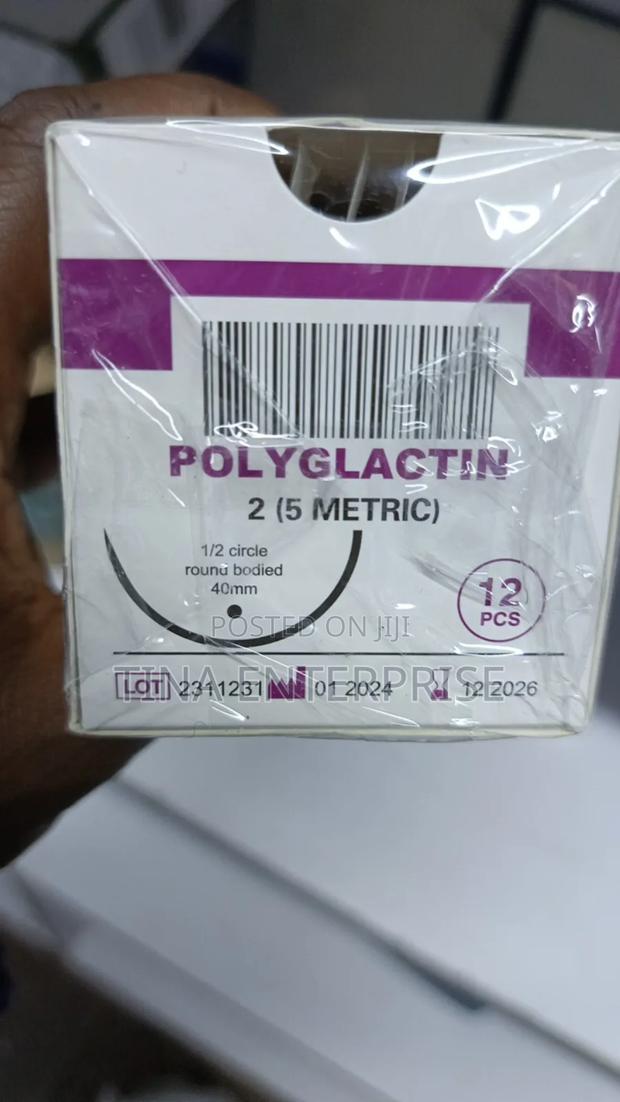 POLYGLACTIN
2 (5 METRIC)
1/2 circle
round bodied
40mm
12
PCS
POSTED ON JIJI
TINA ENTERPRISE
LOT 2311231 01 2024 12 2026